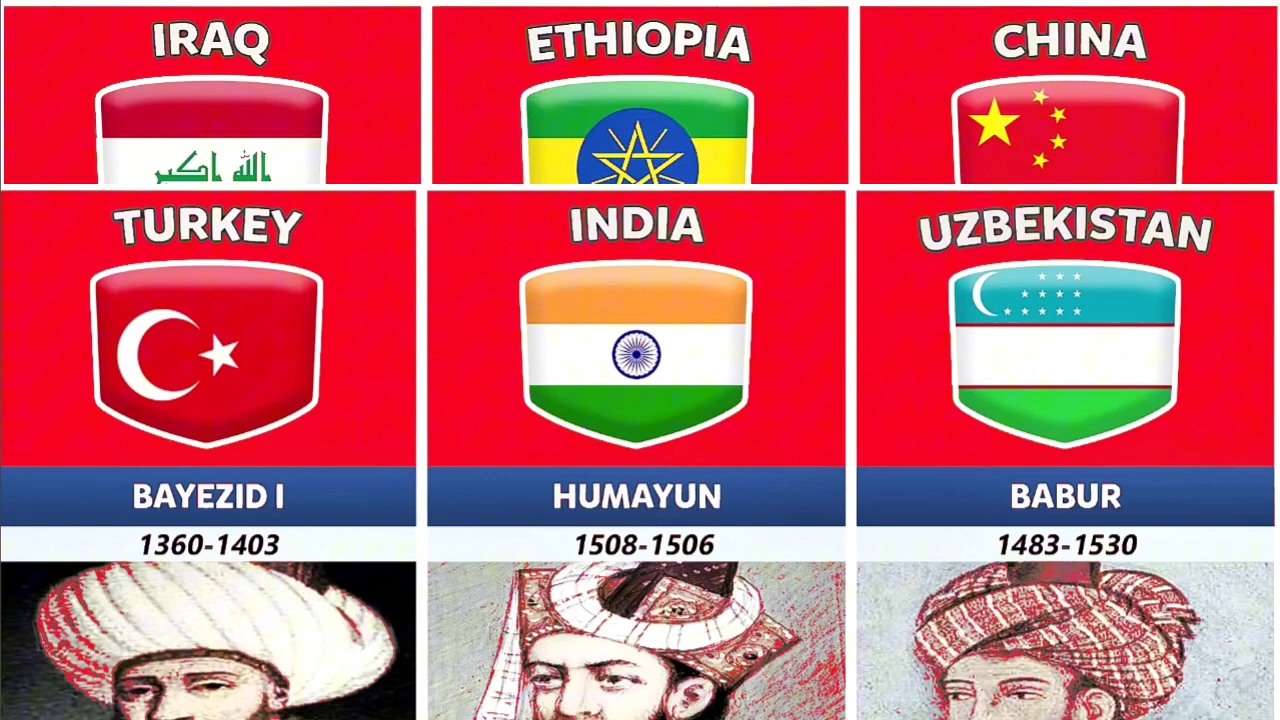 IRAQ
ETHIOPIA
CHINA
الله اكبر
TURKEY
INDIA
UZBEKISTAN
BAYEZID I
HUMAYUN
BABUR
1360-1403
1508-1506
1483-1530